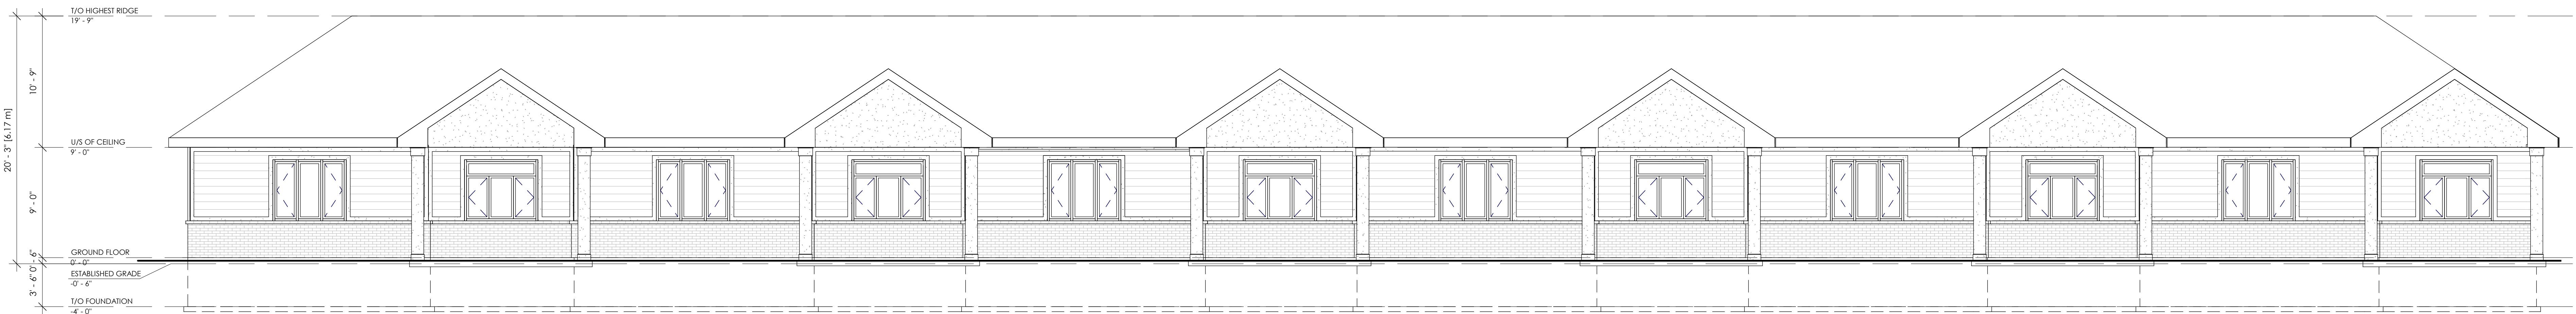 T/O HIGHEST RIDGE
19' - 9"
10' - 9"
20' - 3" [6.17 m]
U/S OF CEILING
9' - 0"
9' - 0"
GROUND FLOOR
0' - 0"
0' - 6"
ESTABLISHED GRADE
-0' - 6"
3' - 6"
T/O FOUNDATION
-4' - 0"